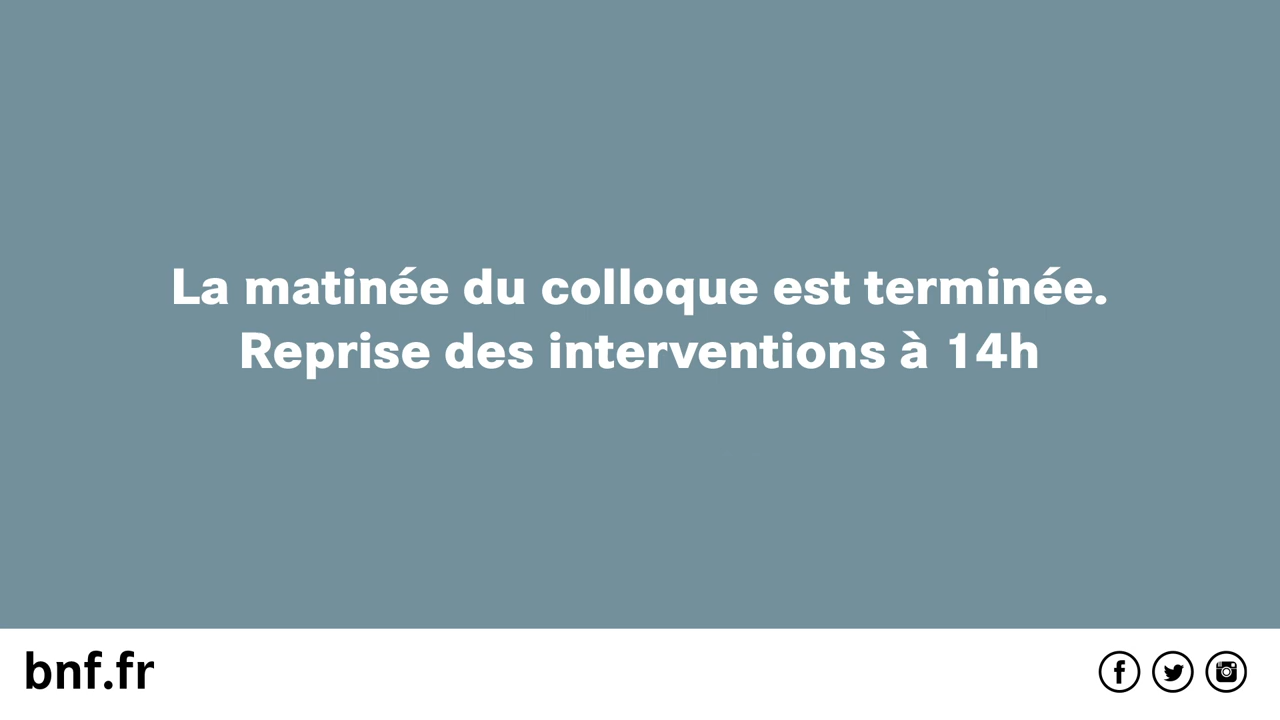 La matinée du colloque est terminée.
Reprise des interventions à 14h
bnf.fr